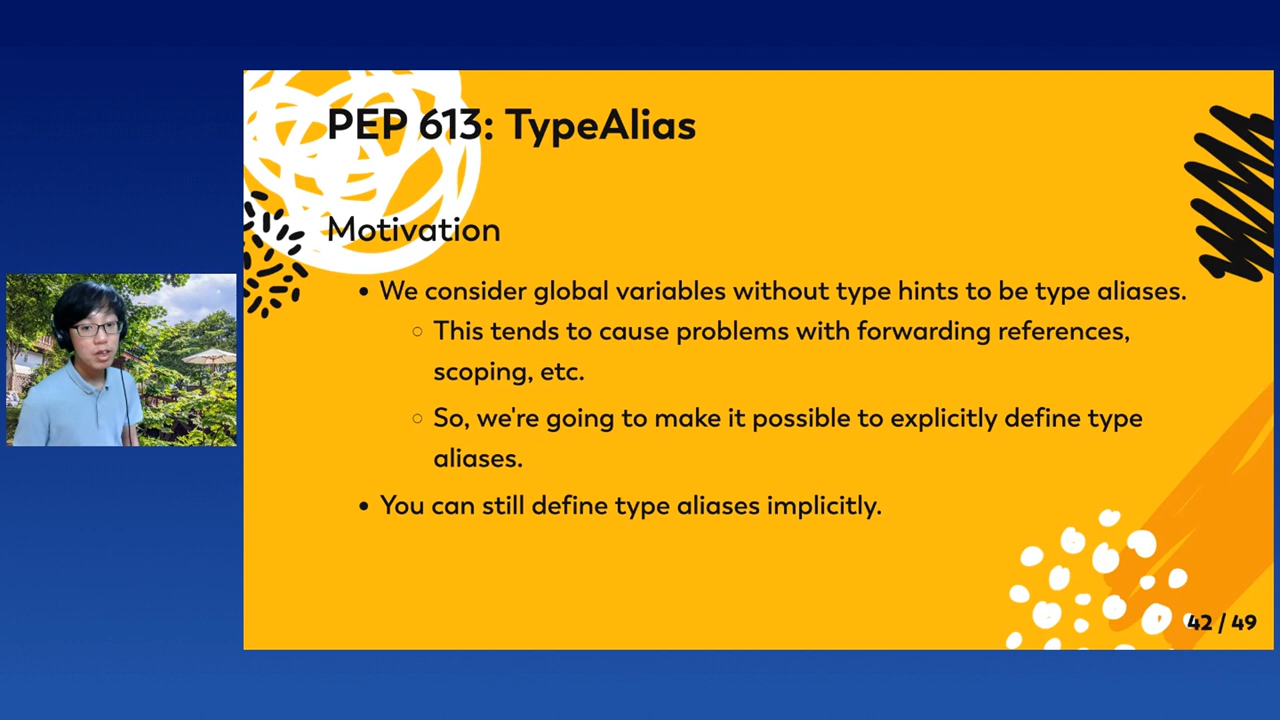 PEP 613: TypeAlias
Motivation
• We consider global variables without type hints to be type aliases.
○ This tends to cause problems with forwarding references,
scoping, etc.
○ So, we're going to make it possible to explicitly define type
aliases.
• You can still define type aliases implicitly.
42 / 49